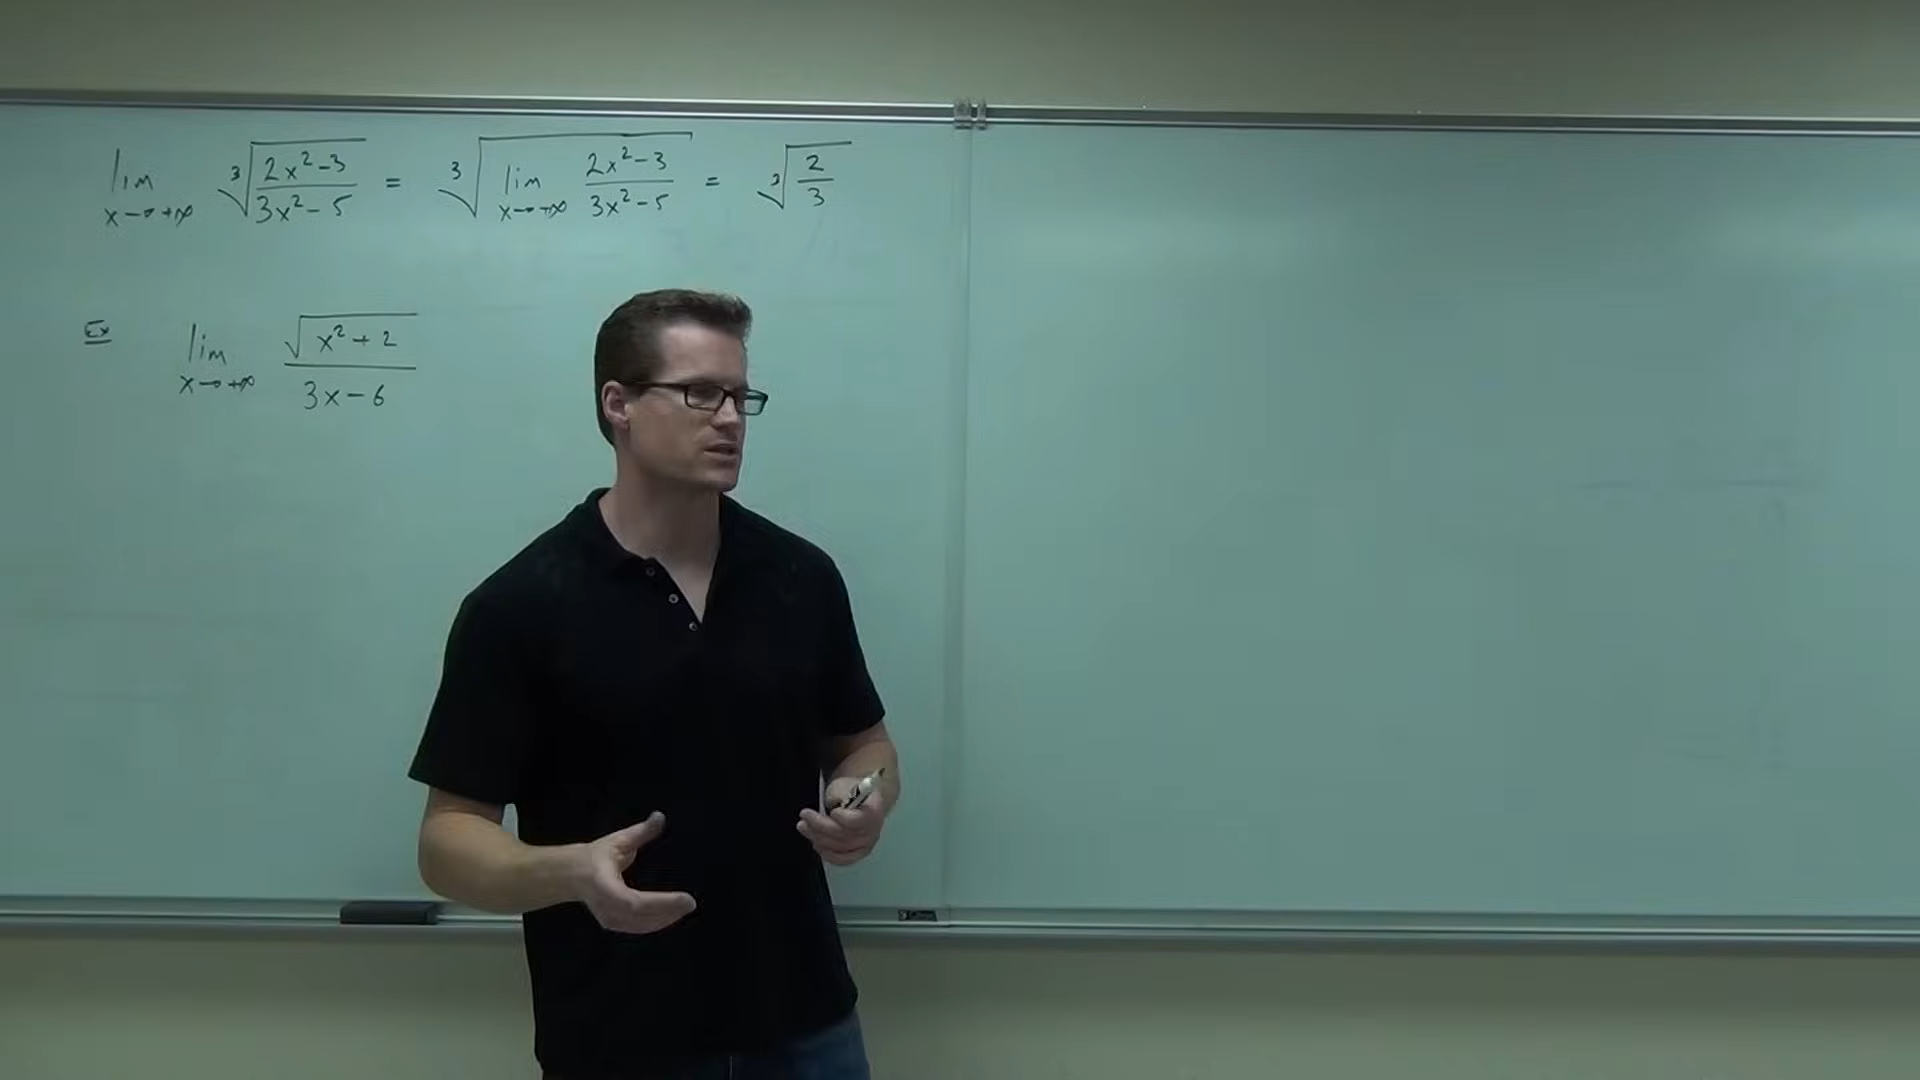 lim x→+∞ ∛((2x²-3)/(3x²-5)) = ∛(lim x→+∞ (2x²-3)/(3x²-5)) = ∛(2/3)
Ex lim x→+∞ √(x²+2)/(3x-6)